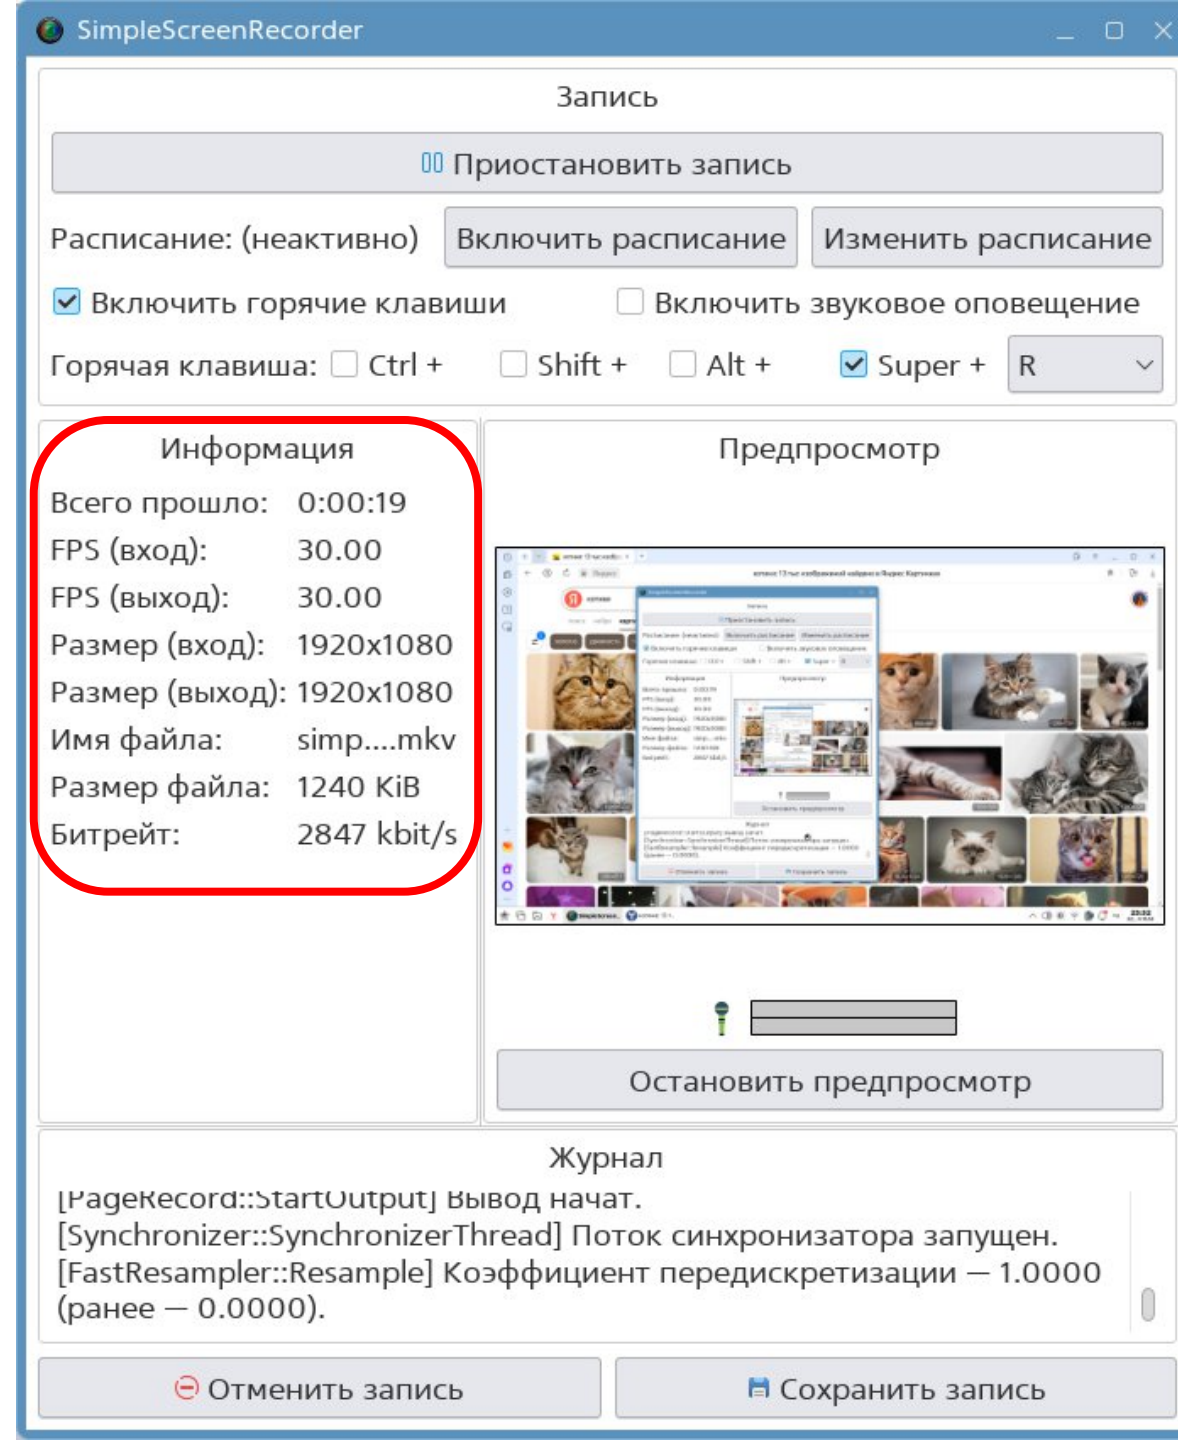 SimpleScreenRecorder
Запись
Приостановить запись
Расписание: (неактивно) Включить расписание Изменить расписание
Включить горячие клавиши Включить звуковое оповещение
Горячая клавиша: Ctrl + Shift + Alt + Super + R
Информация
Всего прошло: 0:00:19
FPS (вход): 30.00
FPS (выход): 30.00
Размер (вход): 1920x1080
Размер (выход): 1920x1080
Имя файла: simp....mkv
Размер файла: 1240 KiB
Битрейт: 2847 kbit/s
Предпросмотр
Остановить предпросмотр
Журнал
[PageRecord::StartOutput] Вывод начат.
[Synchronizer::SynchronizerThread] Поток синхронизатора запущен.
[FastResampler::Resample] Коэффициент передискретизации — 1.0000
(ранее — 0.0000).
Отменить запись Сохранить запись